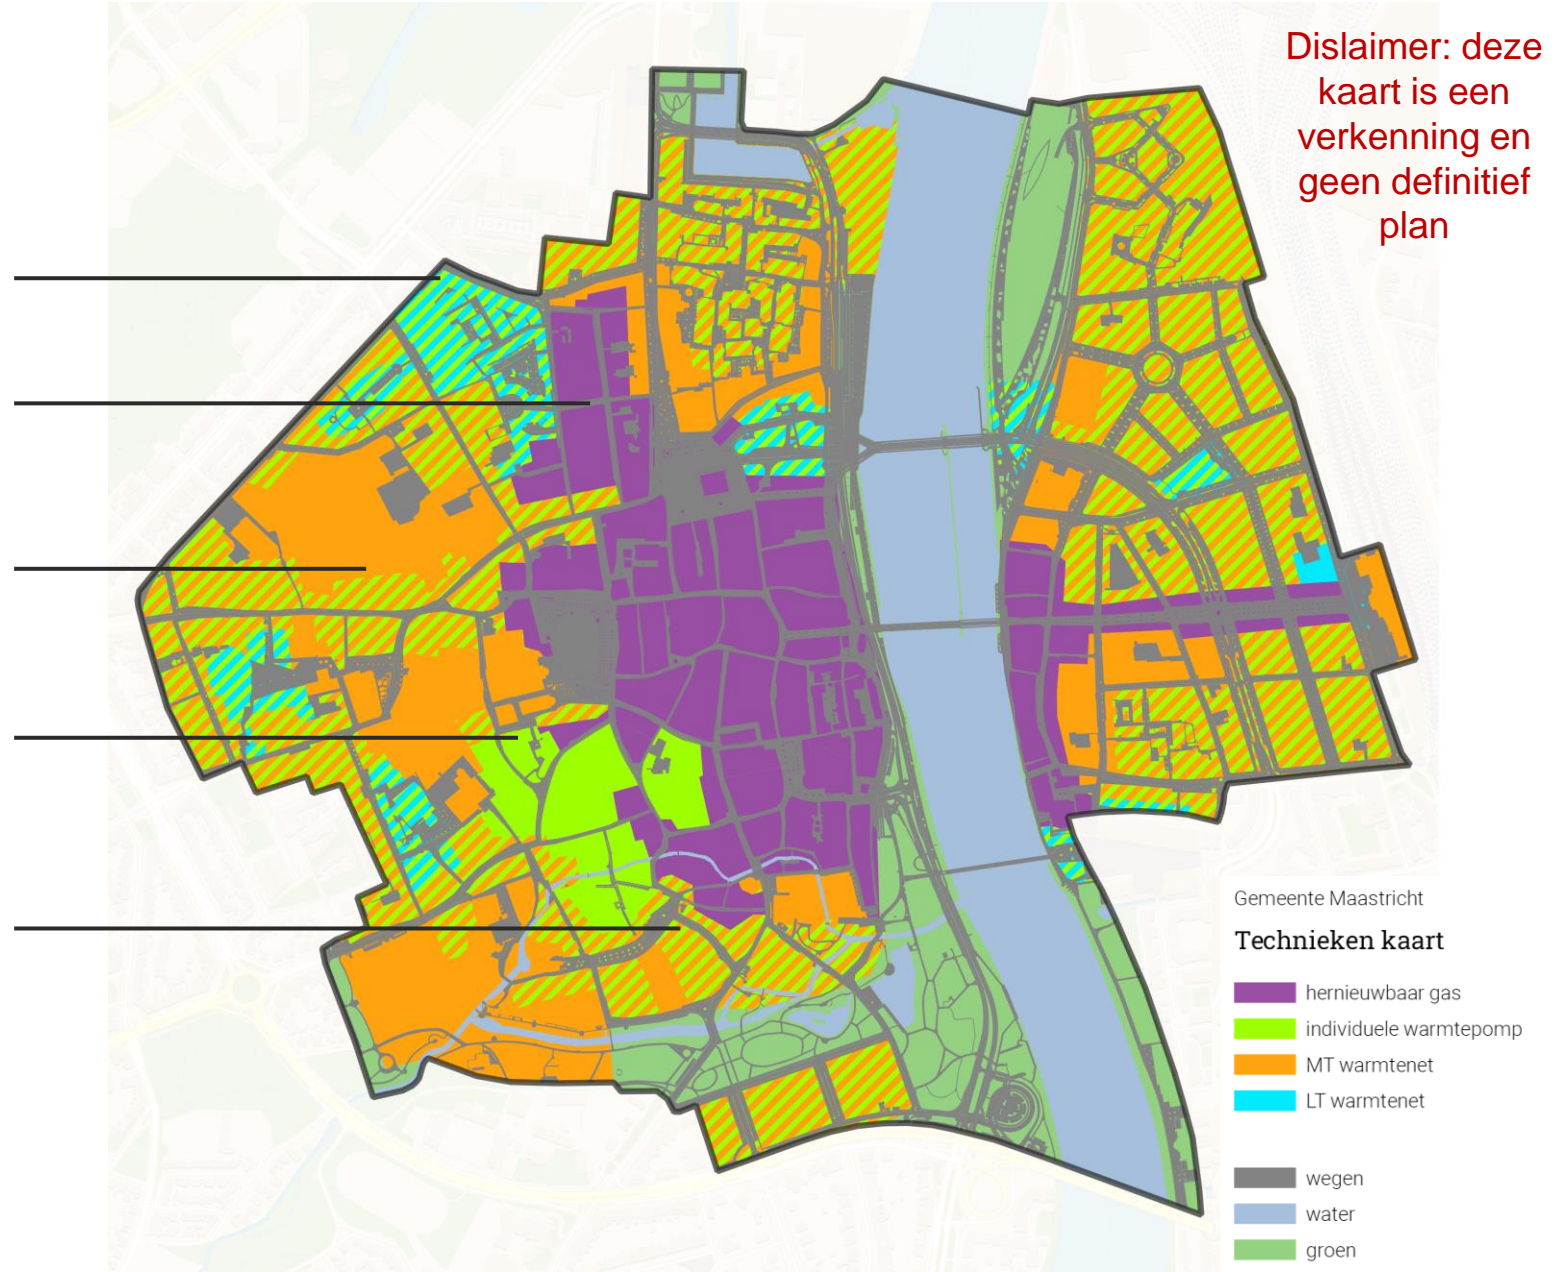 Dislaimer: deze
kaart is een
verkenning en
geen definitief
plan
Gemeente Maastricht
Technieken kaart
hernieuwbaar gas
individuele warmtepomp
MT warmtenet
LT warmtenet
wegen
water
groen